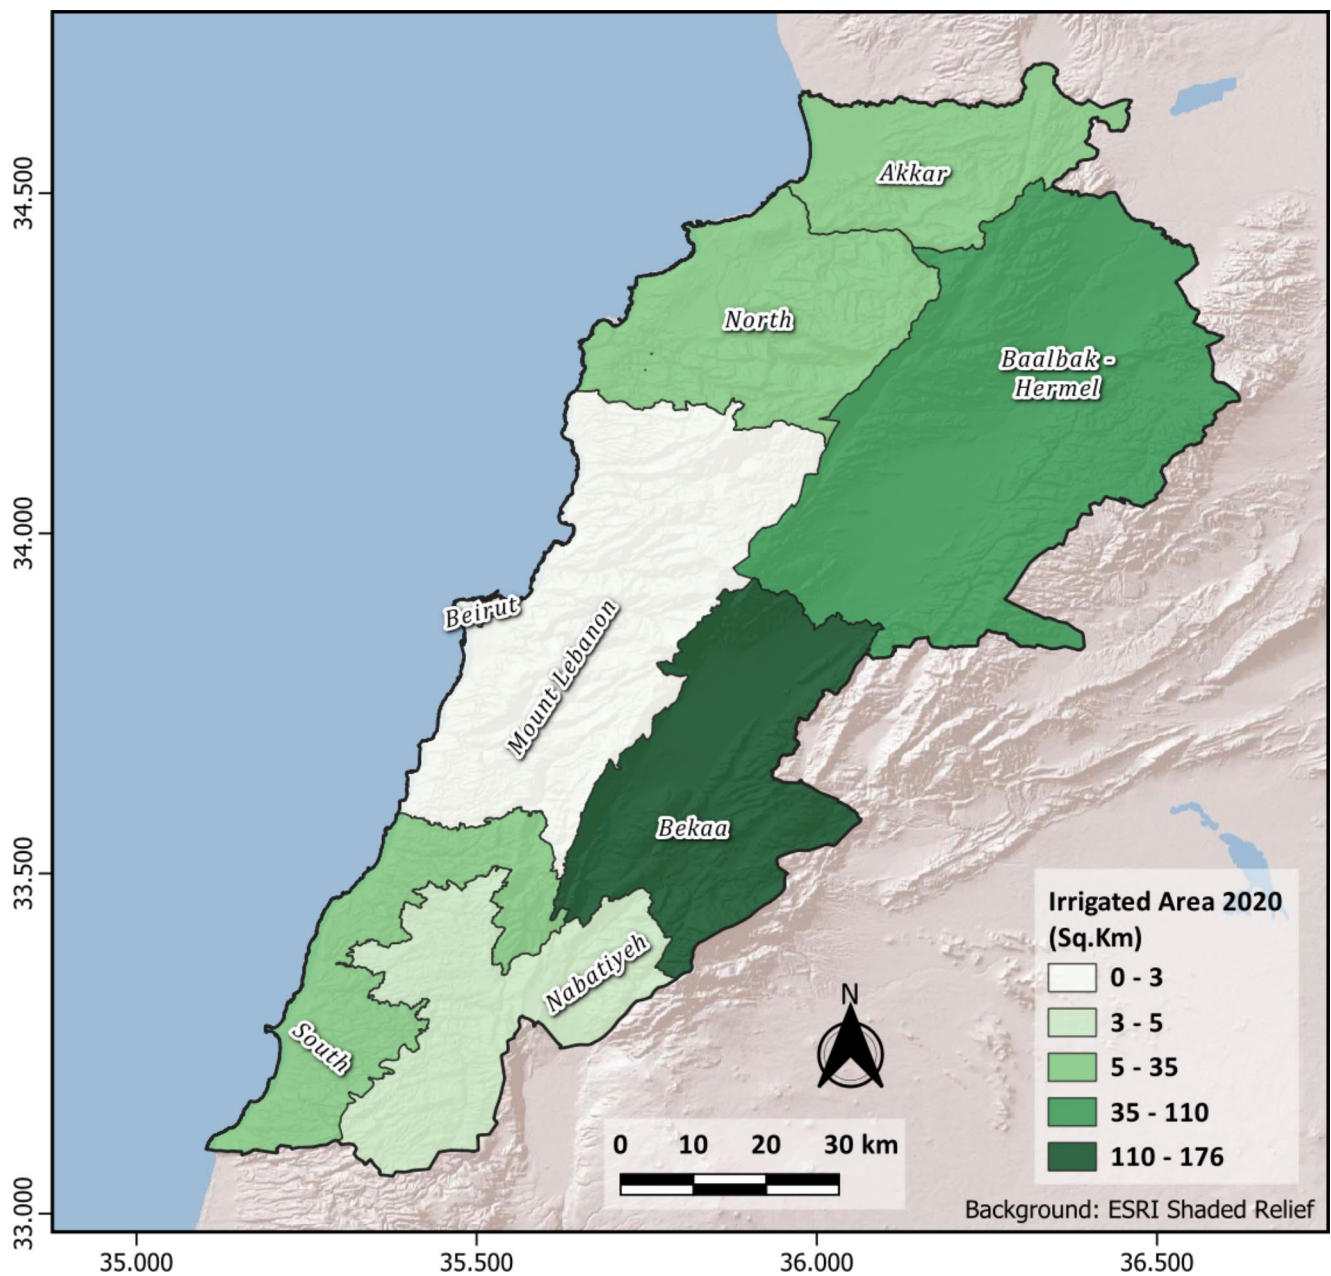 Akkar
North
Baalbak -
Hermel
Beirut
Mount Lebanon
Bekaa
Nabatiyeh
South
34.500
34.000
33.500
33.000
35.000
35.500
36.000
36.500
N
0 10 20 30 km
Irrigated Area 2020
(Sq.Km)
0 - 3
3 - 5
5 - 35
35 - 110
110 - 176
Background: ESRI Shaded Relief